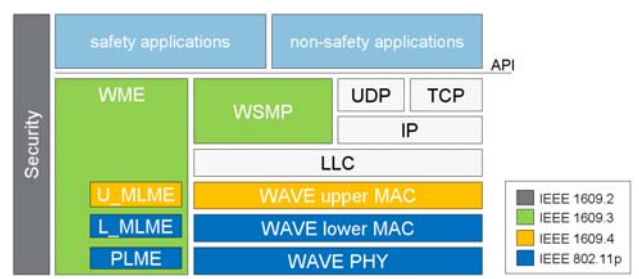 safety applications
non-safety applications
API
Security
WME
WSMP
UDP
TCP
IP
LLC
U_MLME
WAVE upper MAC
L_MLME
WAVE lower MAC
PLME
WAVE PHY
IEEE 1609.2
IEEE 1609.3
IEEE 1609.4
IEEE 802.11p